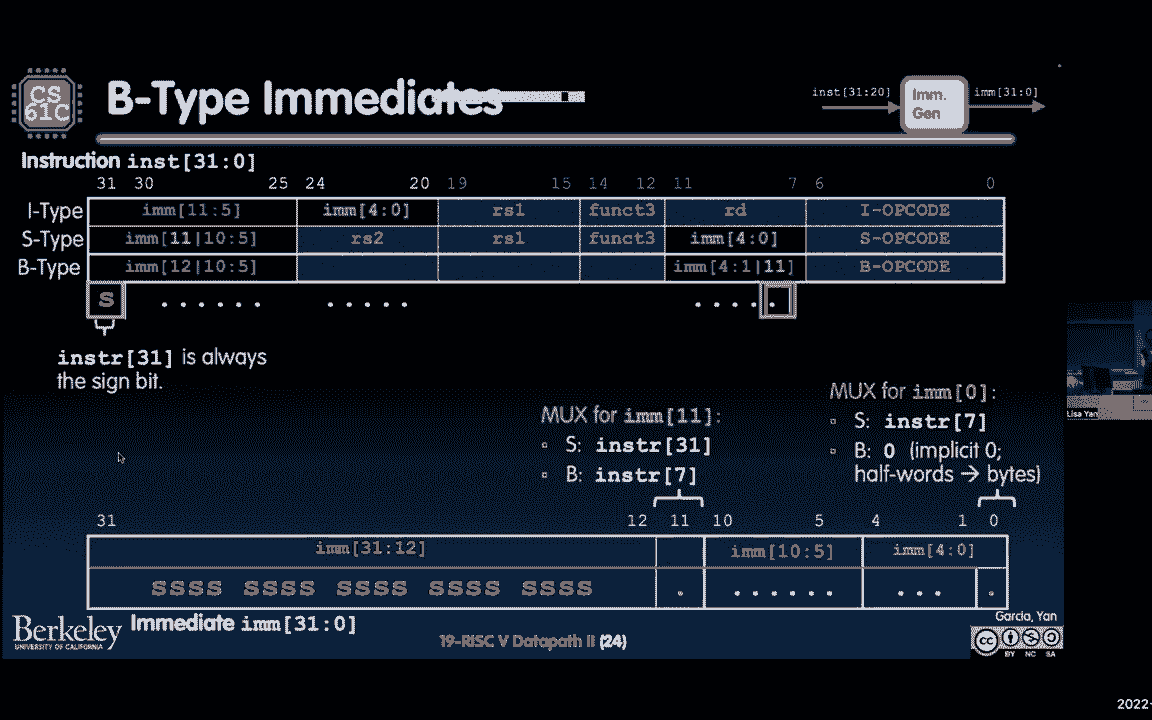 CS
61C
B-Type Immediates
inst[31:20]
Imm.
Gen
imm[31:0]
Instruction inst[31:0]
31 30 25 24 20 19 15 14 12 11 7 6 0
I-Type imm[11:5] imm[4:0] rs1 funct3 rd I-OPCODE
S-Type imm[11|10:5] rs2 rs1 funct3 imm[4:0] S-OPCODE
B-Type imm[12|10:5] imm[4:1|11] B-OPCODE
S
instr[31] is always
the sign bit.
MUX for imm[11]:
S: instr[31]
B: instr[7]
MUX for imm[0]:
S: instr[7]
B: 0 (implicit 0;
half-words → bytes)
31 12 11 10 5 4 1 0
imm[31:12] imm[10:5] imm[4:0]
SSSS SSSS SSSS SSSS SSSS
Immediate imm[31:0]
Berkeley
UNIVERSITY OF CALIFORNIA
19-RISC V Datapath II (24)
Garcia, Yan
cc
BY NC SA
Lisa Yan
2022-